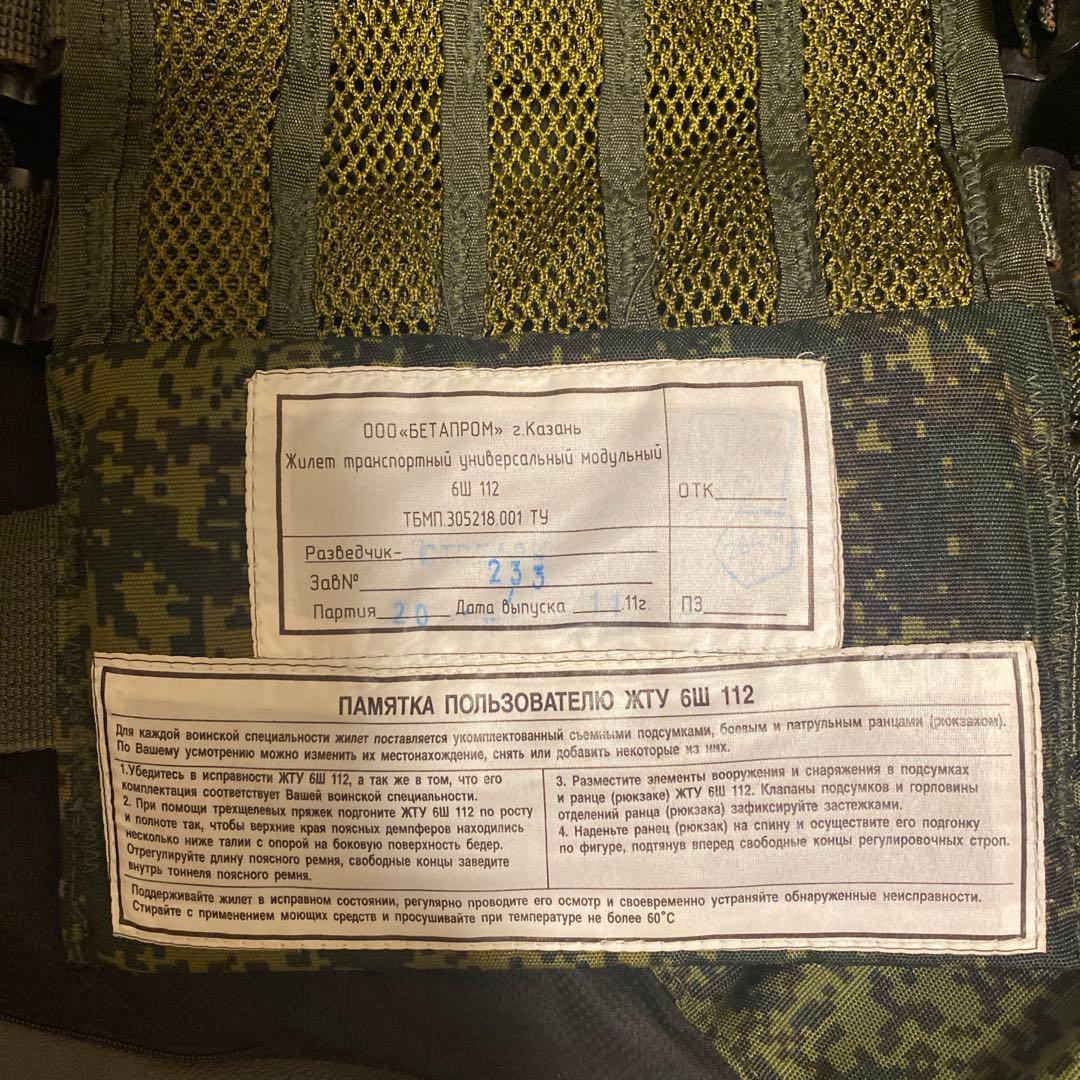 ООО«БЕТАПРОМ» г.Казань
Жилет транспортный универсальный модульный
6Ш 112
ТБМП.305218.001 ТУ
ОТК
Разведчик-
Зав№ 233
Партия 20 Дата выпуска 11.11г.
ПЗ
ПАМЯТКА ПОЛЬЗОВАТЕЛЮ ЖТУ 6Ш 112
Для каждой воинской специальности жилет поставляется укомплектованный съемными подсумками, боевым и патрульным ранцами (рюкзаком).
По Вашему усмотрению можно изменить их местонахождение, снять или добавить некоторые из них.
1.Убедитесь в исправности ЖТУ 6Ш 112, а так же в том, что его
комплектация соответствует Вашей воинской специальности.
2. При помощи трехщелевых пряжек подгоните ЖТУ 6Ш 112 по росту
и полноте так, чтобы верхние края поясных демпферов находились
несколько ниже талии с опорой на боковую поверхность бедер.
Отрегулируйте длину поясного ремня, свободные концы заведите
внутрь тоннеля поясного ремня.
3. Разместите элементы вооружения и снаряжения в подсумках
и ранце (рюкзаке) ЖТУ 6Ш 112. Клапаны подсумков и горловины
отделений ранца (рюкзака) зафиксируйте застежками.
4. Наденьте ранец (рюкзак) на спину и осуществите его подгонку
по фигуре, подтянув вперед свободные концы регулировочных строп.
Поддерживайте жилет в исправном состоянии, регулярно проводите его осмотр и своевременно устраняйте обнаруженные неисправности.
Стирайте с применением моющих средств и просушивайте при температуре не более 60°С